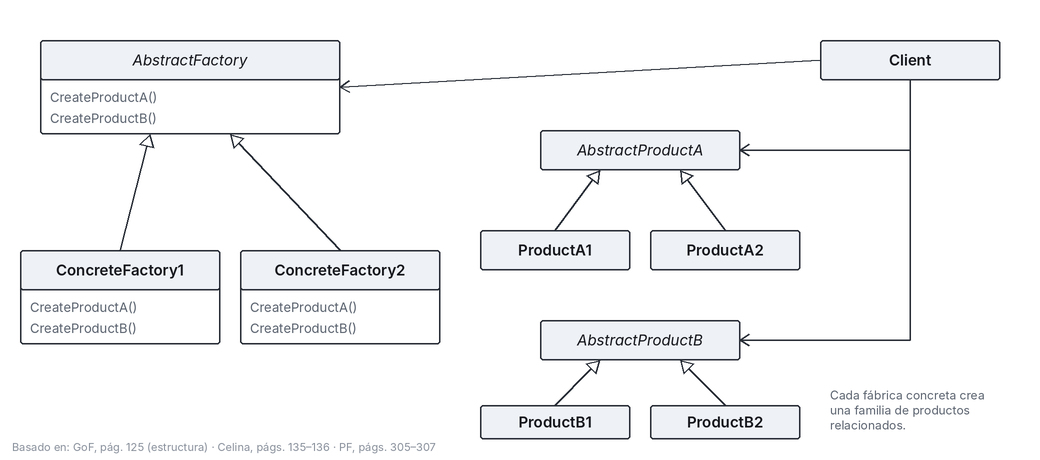 AbstractFactory
CreateProductA()
CreateProductB()
Client
AbstractProductA
ProductA1
ProductA2
ConcreteFactory1
CreateProductA()
CreateProductB()
ConcreteFactory2
CreateProductA()
CreateProductB()
AbstractProductB
ProductB1
ProductB2
Cada fábrica concreta crea
una familia de productos
relacionados.
Basado en: GoF, pág. 125 (estructura) · Celina, págs. 135–136 · PF, págs. 305–307